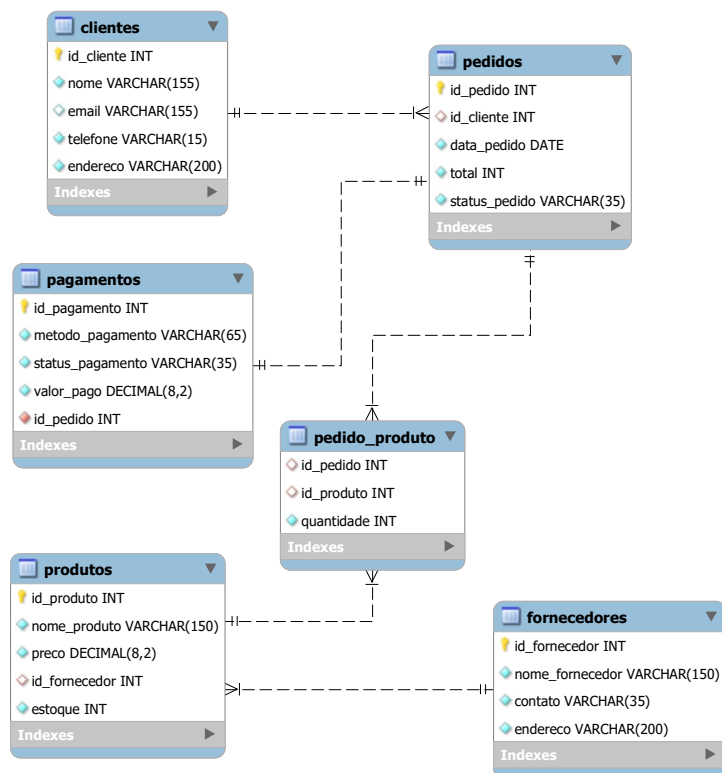 clientes
id_cliente INT
nome VARCHAR(155)
email VARCHAR(155)
telefone VARCHAR(15)
endereco VARCHAR(200)
Indexes
pedidos
id_pedido INT
id_cliente INT
data_pedido DATE
total INT
status_pedido VARCHAR(35)
Indexes
pagamentos
id_pagamento INT
metodo_pagamento VARCHAR(65)
status_pagamento VARCHAR(35)
valor_pago DECIMAL(8,2)
id_pedido INT
Indexes
pedido_produto
id_pedido INT
id_produto INT
quantidade INT
Indexes
produtos
id_produto INT
nome_produto VARCHAR(150)
preco DECIMAL(8,2)
id_fornecedor INT
estoque INT
Indexes
fornecedores
id_fornecedor INT
nome_fornecedor VARCHAR(150)
contato VARCHAR(35)
endereco VARCHAR(200)
Indexes